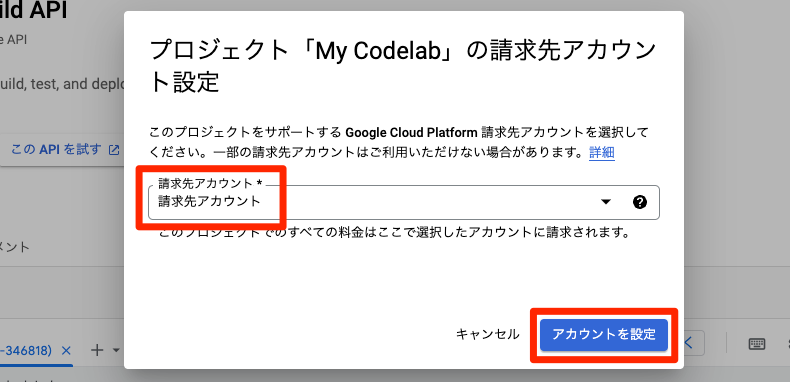 ild API
e API
uild, test, and deplo
この API を試す
メント
-346818)
プロジェクト「My Codelab」の請求先アカウン
ト設定
このプロジェクトをサポートする Google Cloud Platform 請求先アカウントを選択して
ください。一部の請求先アカウントはご利用いただけない場合があります。詳細
請求先アカウント *
請求先アカウント
このプロジェクトでのすべての料金はここで選択したアカウントに請求されます。
キャンセル
アカウントを設定